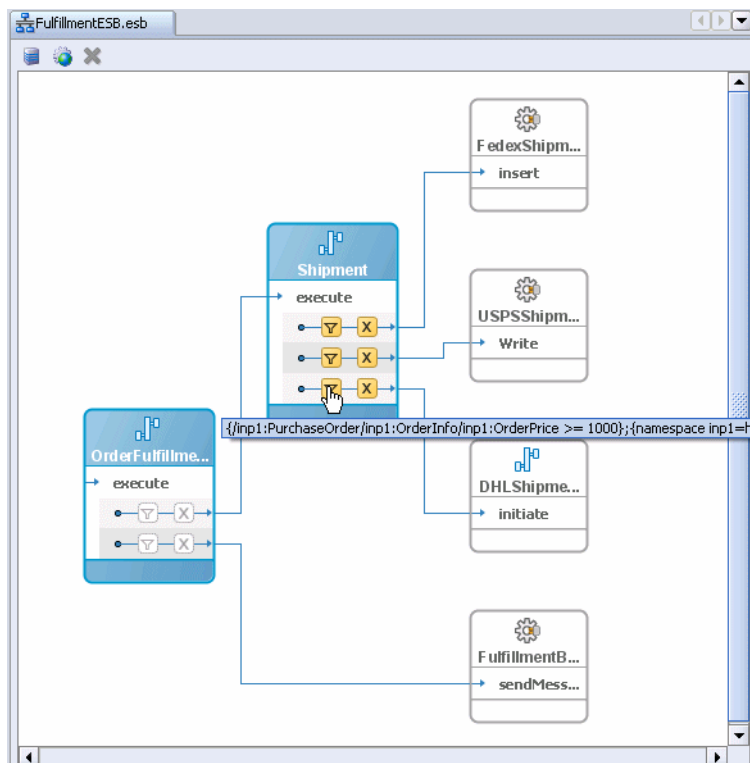 FulfillmentESB.esb
FedexShipm...
insert
Shipment
execute
X
X
X
USPSShipm...
Write
{/inp1:PurchaseOrder/inp1:OrderInfo/inp1:OrderPrice >= 1000};{namespace inp1=h
OrderFulfillme...
execute
X
X
DHLShipme...
initiate
FulfillmentB...
sendMess...